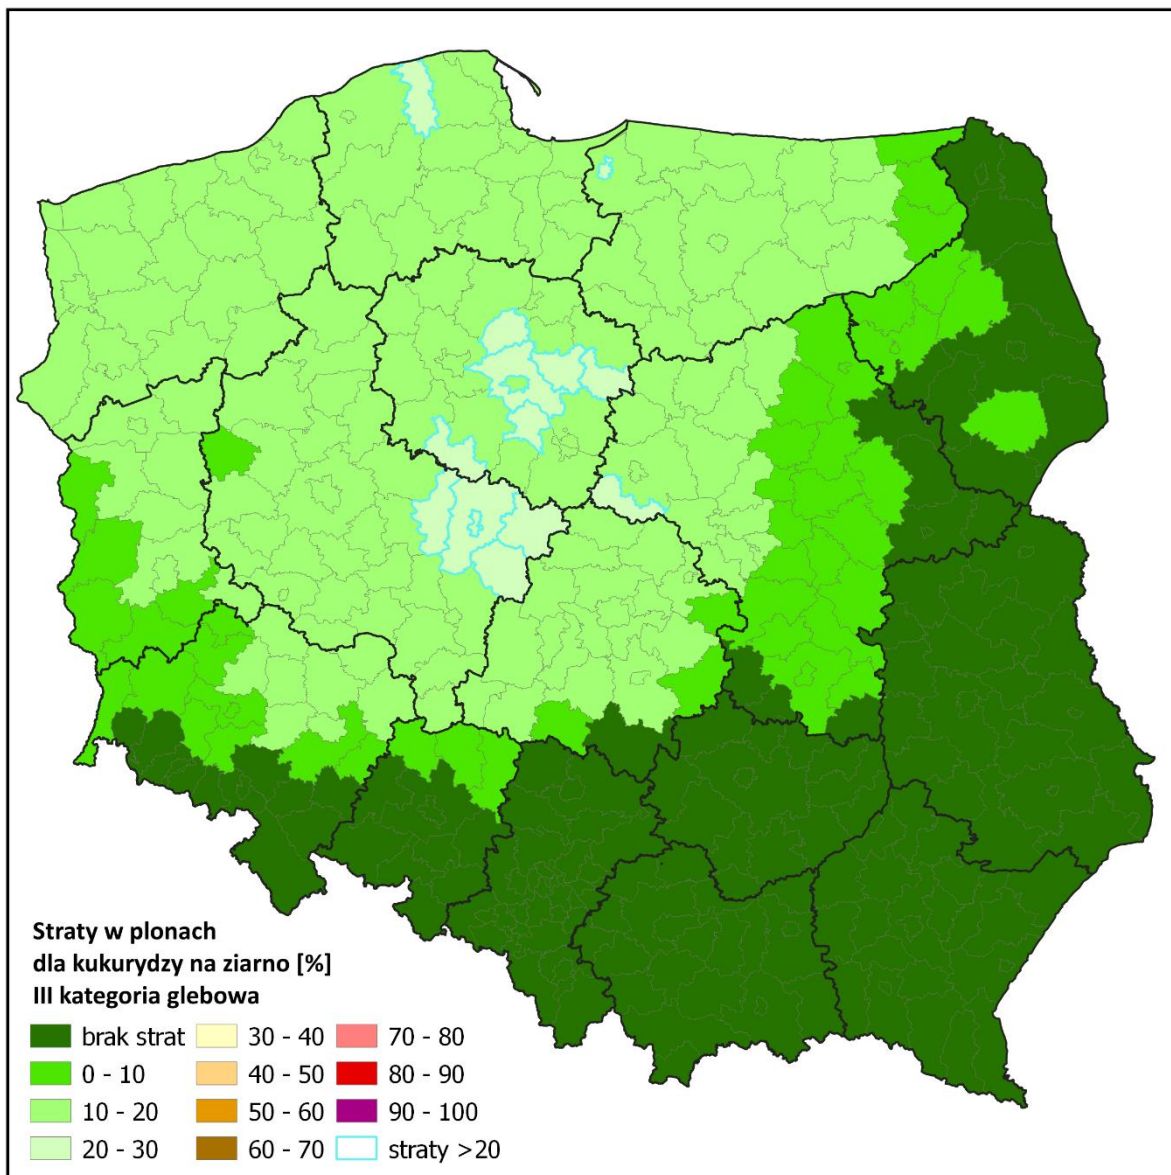 Straty w plonach
dla kukurydzy na ziarno [%]
III kategoria glebowa
brak strat 30 - 40 70 - 80
0 - 10 40 - 50 80 - 90
10 - 20 50 - 60 90 - 100
20 - 30 60 - 70 straty >20